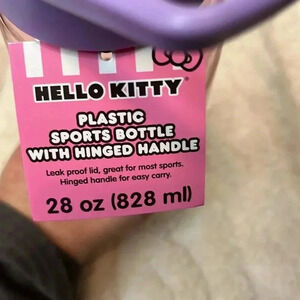 HELLO KITTY®
PLASTIC
SPORTS BOTTLE
WITH HINGED HANDLE
Leak proof lid, great for most sports.
Hinged handle for easy carry.
28 oz (828 ml)